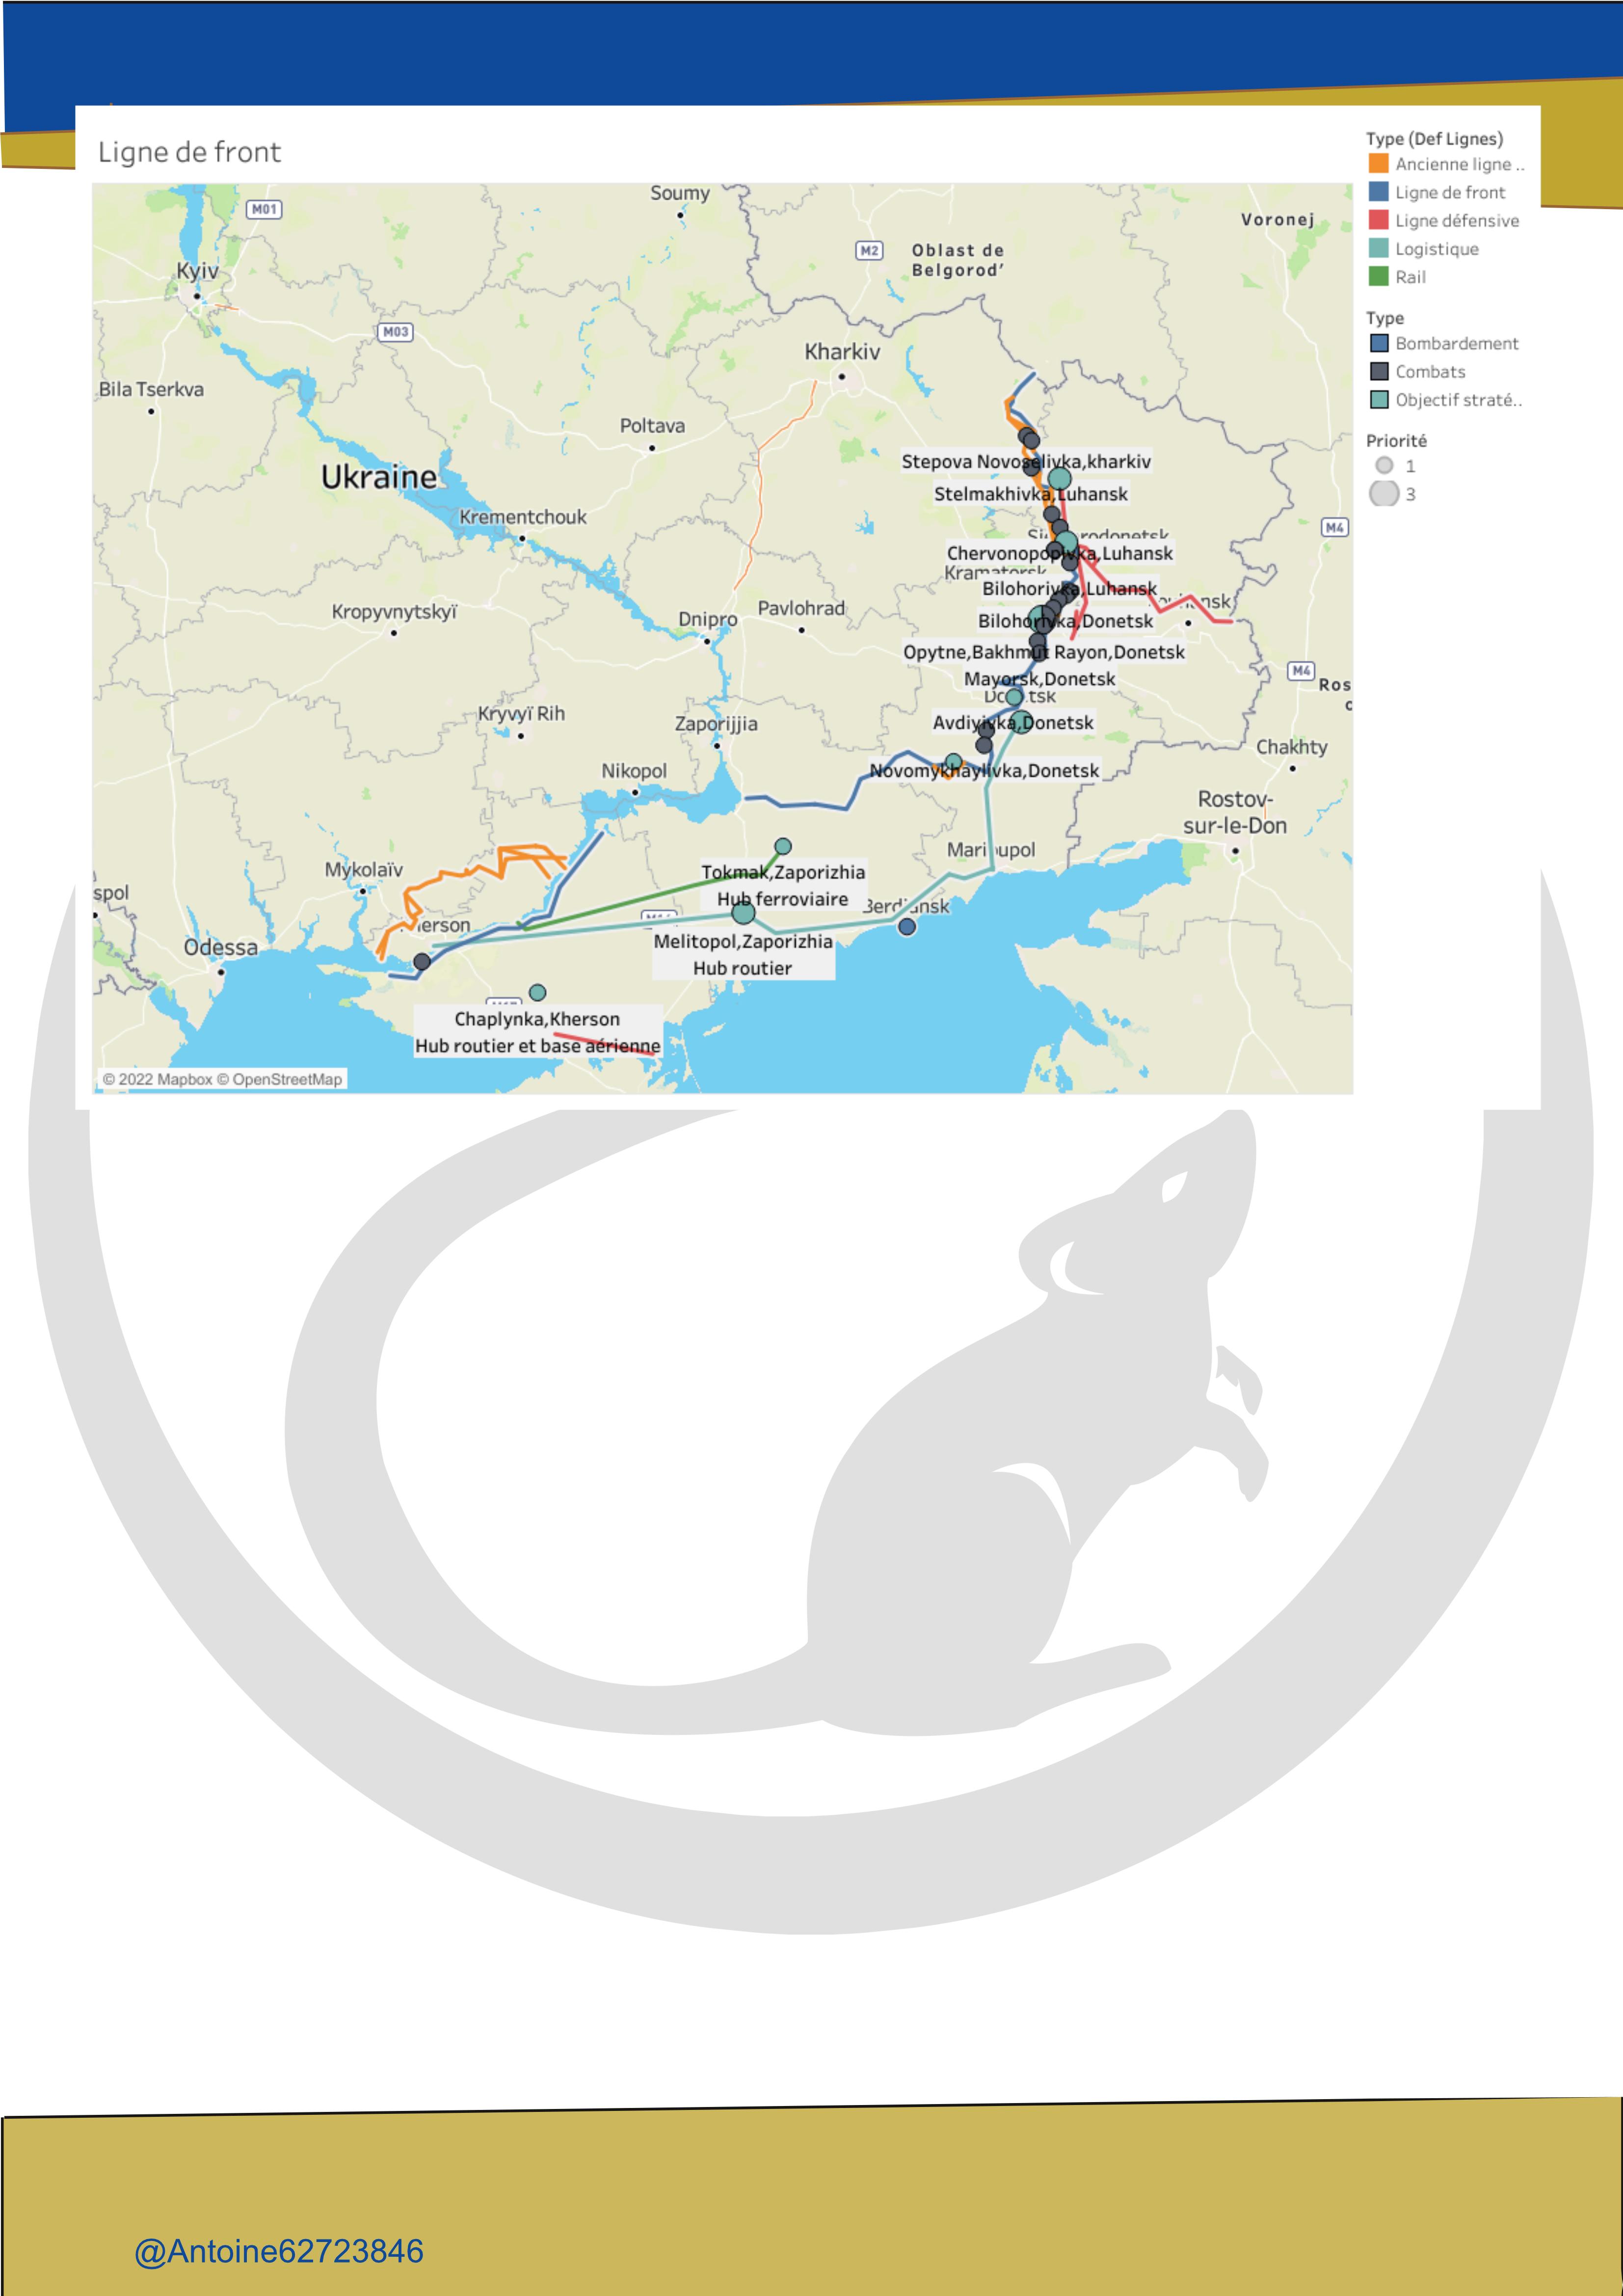 Ligne de front
Type (Def Lignes)
Ancienne ligne ..
Ligne de front
Ligne défensive
Logistique
Rail
Type
Bombardement
Combats
Objectif straté..
Priorité
1
3
Soumy
M01
Voronej
M2
Oblast de
Belgorod'
Kyiv
M03
Kharkiv
Bila Tserkva
Poltava
Stepova Novoselivka,kharkiv
Ukraine
Stelmakhivka,Luhansk
Krementchouk
M4
Chervonopopivka,Luhansk
Kramatorsk
Bilohorivka,Luhansk
Kropyvnytskyï
Pavlohrad
Dnipro
Bilohorivka,Donetsk
Opytne,Bakhmut Rayon,Donetsk
M4
Mayorsk,Donetsk
Ros
Kryvyï Rih
Zaporijjia
Avdiyivka,Donetsk
Chakhty
Nikopol
Novomykhaylivka,Donetsk
Rostov-
sur-le-Don
Marioupol
Mykolaïv
Tokmak,Zaporizhia
Hub ferroviaire
spol
Berdiansk
erson
Odessa
Melitopol,Zaporizhia
Hub routier
Chaplynka,Kherson
Hub routier et base aérienne
© 2022 Mapbox © OpenStreetMap
@Antoine62723846